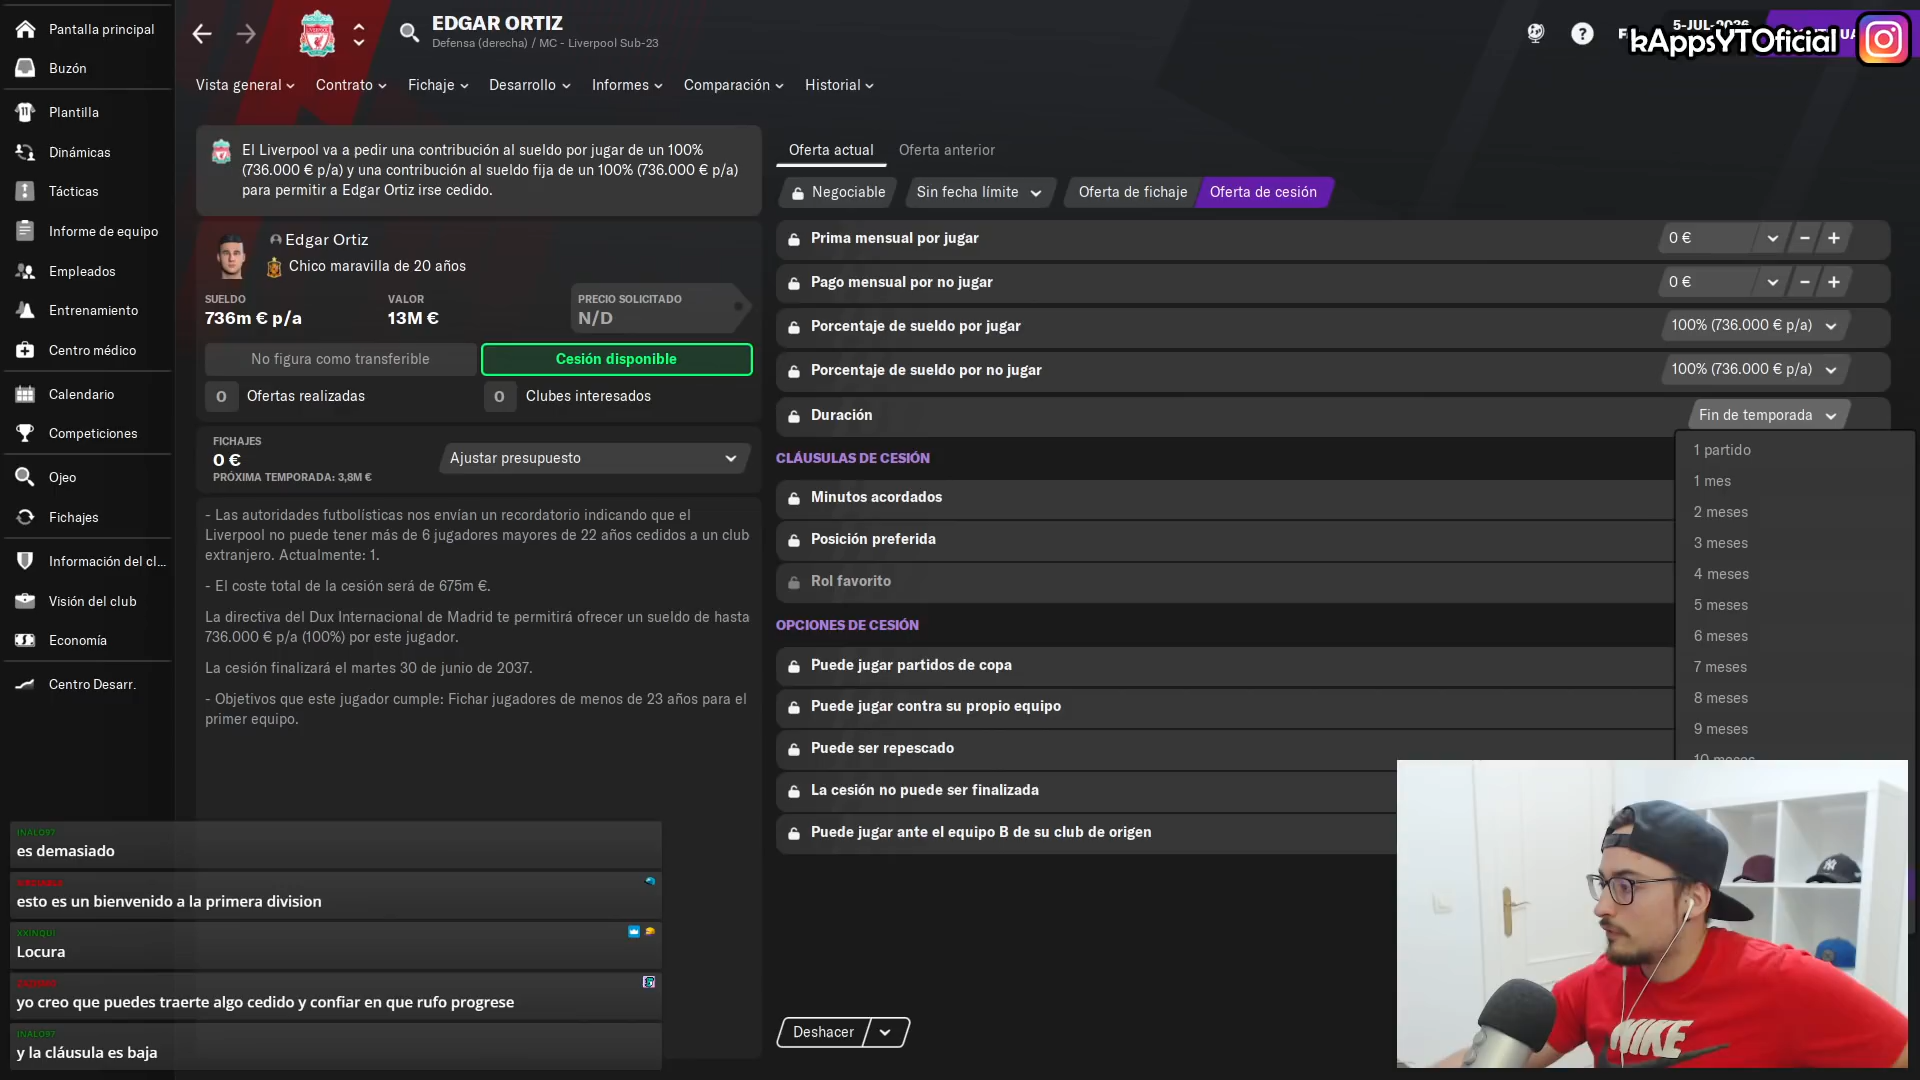 Pantalla principal
Buzón
Plantilla
Dinámicas
Tácticas
Informe de equipo
Empleados
Entrenamiento
Centro médico
Calendario
Competiciones
Ojeo
Fichajes
Información del cl...
Visión del club
Economía
Centro Desarr.
EDGAR ORTIZ
Defensa (derecha) / MC - Liverpool Sub-23
5-JUL-2036
kAppsYTOficial
Vista general
Contrato
Fichaje
Desarrollo
Informes
Comparación
Historial
El Liverpool va a pedir una contribución al sueldo por jugar de un 100%
(736.000 € p/a) y una contribución al sueldo fija de un 100% (736.000 € p/a)
para permitir a Edgar Ortiz irse cedido.
Edgar Ortiz
Chico maravilla de 20 años
SUELDO
736m € p/a
VALOR
13M €
PRECIO SOLICITADO
N/D
No figura como transferible
Cesión disponible
0 Ofertas realizadas
0 Clubes interesados
FICHAJES
0 €
PRÓXIMA TEMPORADA: 3,8M €
Ajustar presupuesto
- Las autoridades futbolísticas nos envían un recordatorio indicando que el
Liverpool no puede tener más de 6 jugadores mayores de 22 años cedidos a un club
extranjero. Actualmente: 1.
- El coste total de la cesión será de 675m €.
La directiva del Dux Internacional de Madrid te permitirá ofrecer un sueldo de hasta
736.000 € p/a (100%) por este jugador.
La cesión finalizará el martes 30 de junio de 2037.
- Objetivos que este jugador cumple: Fichar jugadores de menos de 23 años para el
primer equipo.
INALO97
es demasiado
esto es un bienvenido a la primera division
XXINQUI
Locura
yo creo que puedes traerte algo cedido y confiar en que rufo progrese
INALO97
y la cláusula es baja
Oferta actual
Oferta anterior
Negociable
Sin fecha límite
Oferta de fichaje
Oferta de cesión
Prima mensual por jugar
0 €
Pago mensual por no jugar
0 €
Porcentaje de sueldo por jugar
100% (736.000 € p/a)
Porcentaje de sueldo por no jugar
100% (736.000 € p/a)
Duración
Fin de temporada
1 partido
1 mes
2 meses
3 meses
4 meses
5 meses
6 meses
7 meses
8 meses
9 meses
10 meses
CLÁUSULAS DE CESIÓN
Minutos acordados
Posición preferida
Rol favorito
OPCIONES DE CESIÓN
Puede jugar partidos de copa
Puede jugar contra su propio equipo
Puede ser repescado
La cesión no puede ser finalizada
Puede jugar ante el equipo B de su club de origen
Deshacer
NIKE